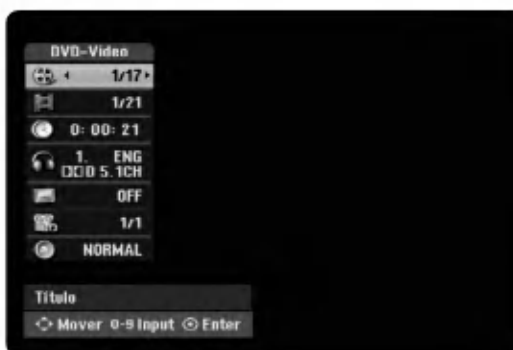 DVD-Video
1/17
1/21
0: 00: 21
1. ENG
D 5.1CH
OFF
1/1
NORMAL
Título
Mover 0-9 Input Enter